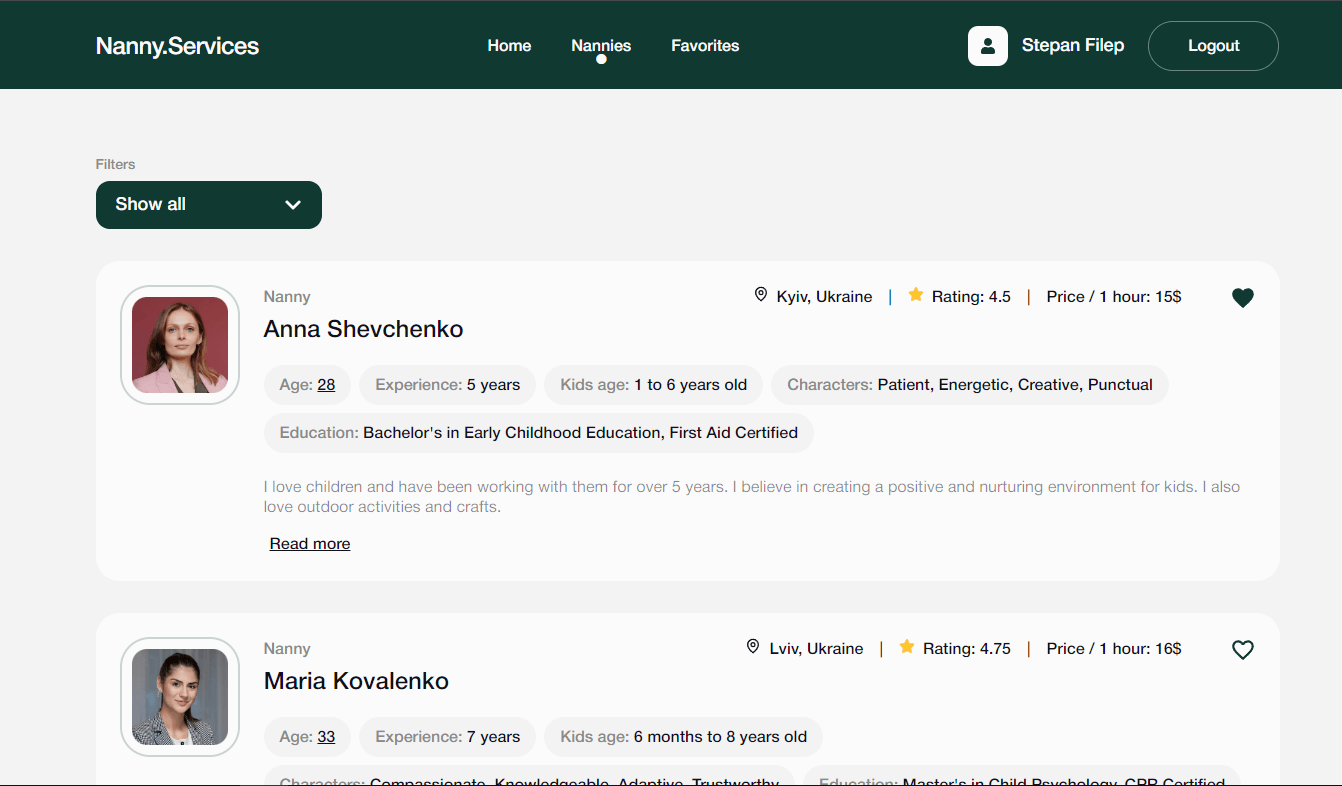 Nanny.Services Home Nannies Favorites Stepan Filep Logout
Filters
Show all
Nanny Kyiv, Ukraine | Rating: 4.5 | Price / 1 hour: 15$
Anna Shevchenko
Age: 28 Experience: 5 years Kids age: 1 to 6 years old Characters: Patient, Energetic, Creative, Punctual
Education: Bachelor's in Early Childhood Education, First Aid Certified
I love children and have been working with them for over 5 years. I believe in creating a positive and nurturing environment for kids. I also
love outdoor activities and crafts.
Read more
Nanny Lviv, Ukraine | Rating: 4.75 | Price / 1 hour: 16$
Maria Kovalenko
Age: 33 Experience: 7 years Kids age: 6 months to 8 years old
Characters: Compassionate, Knowledgeable, Adaptive, Trustworthy Education: Master's in Child Psychology, CPR Certified